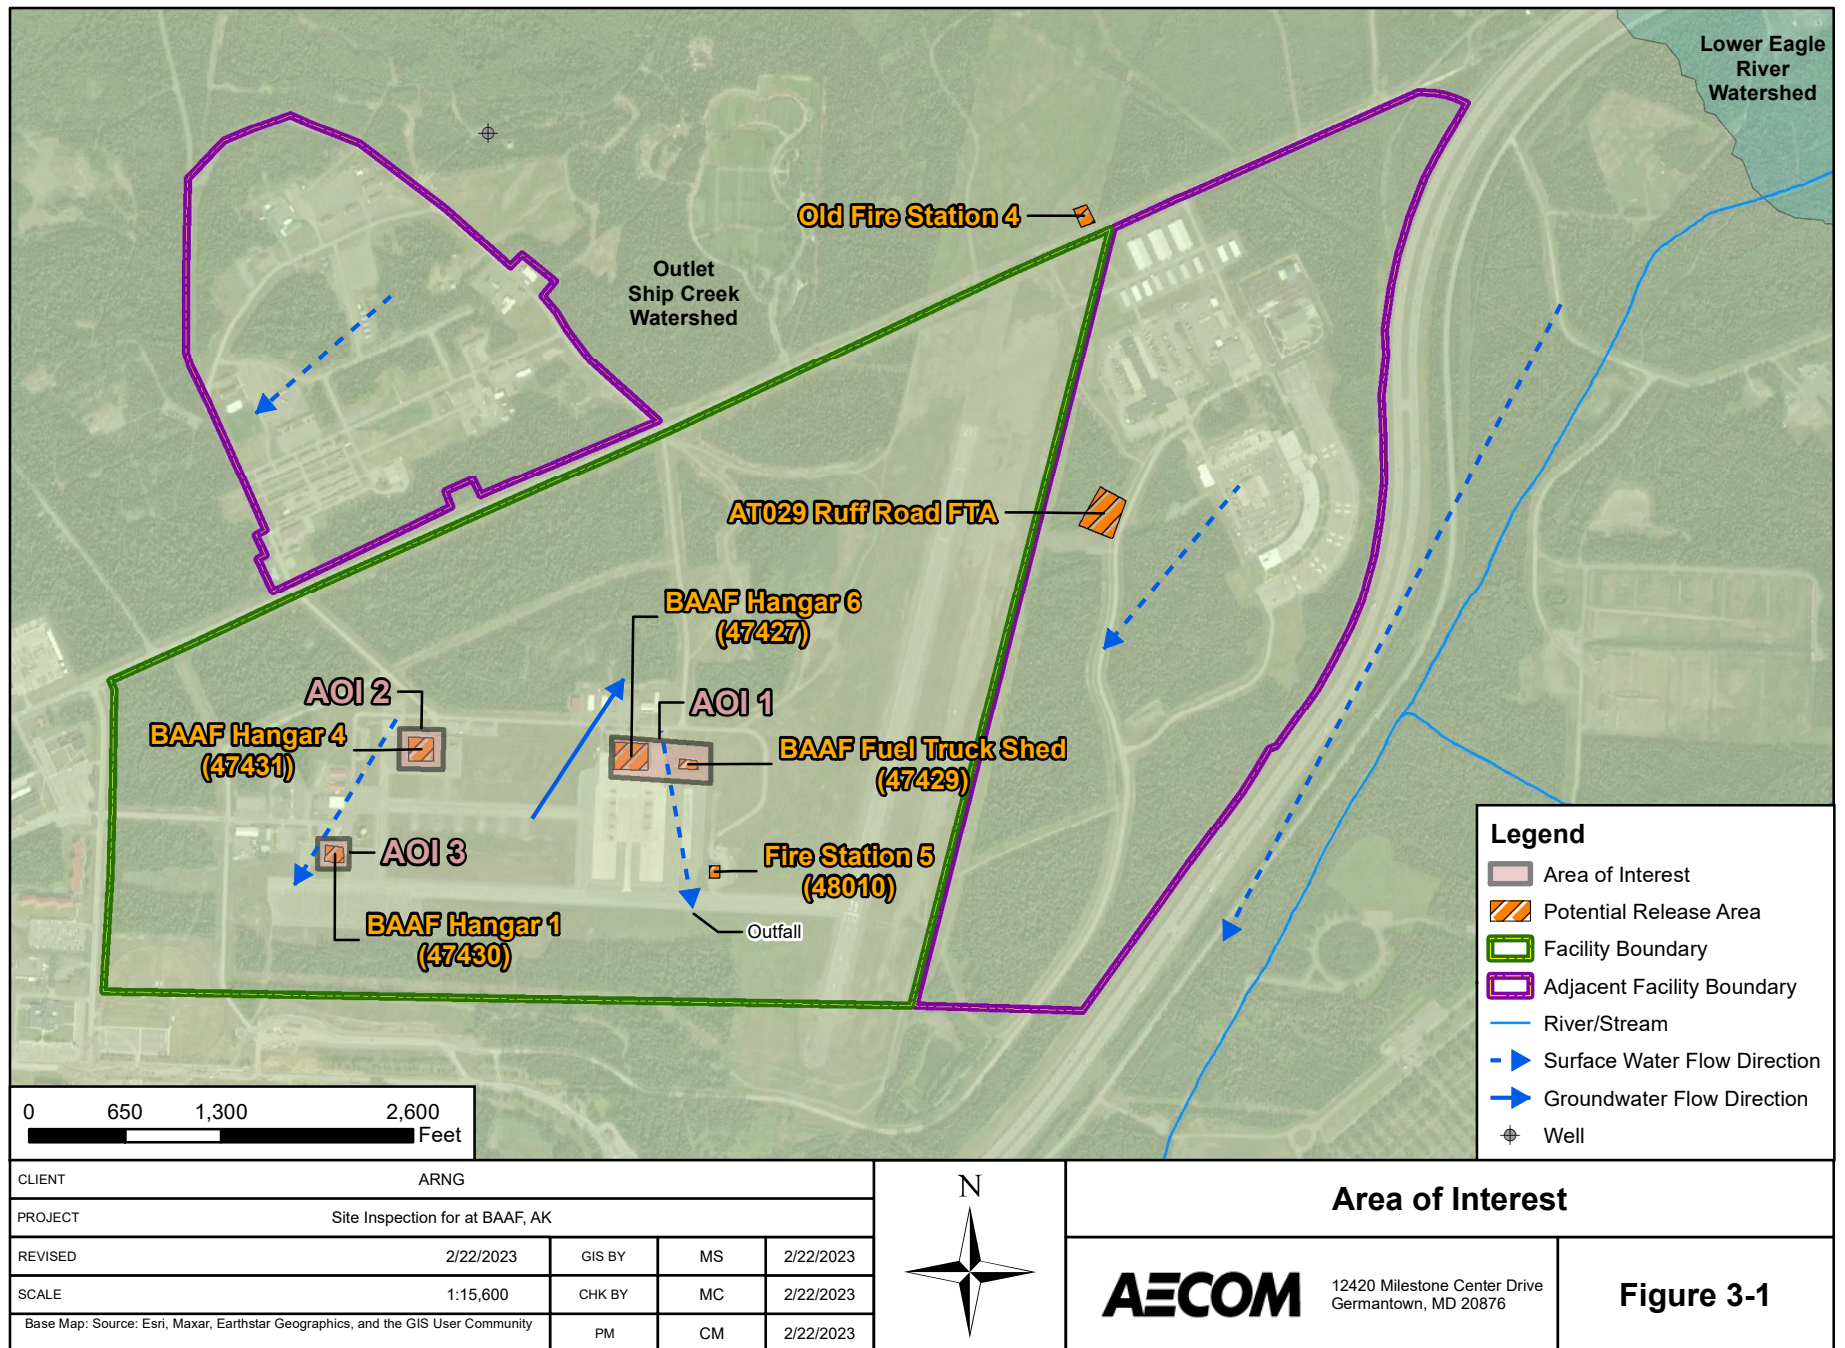 Lower Eagle
River
Watershed
Old Fire Station 4
Outlet
Ship Creek
Watershed
AT029 Ruff Road FTA
BAAF Hangar 6
(47427)
AOI 2
AOI 1
BAAF Hangar 4
(47431)
BAAF Fuel Truck Shed
(47429)
AOI 3
Fire Station 5
(48010)
BAAF Hangar 1
(47430)
Outfall
Legend
Area of Interest
Potential Release Area
Facility Boundary
Adjacent Facility Boundary
River/Stream
Surface Water Flow Direction
Groundwater Flow Direction
Well
0 650 1,300 2,600
Feet
CLIENT ARNG
PROJECT Site Inspection for at BAAF, AK
REVISED 2/22/2023 GIS BY MS 2/22/2023
SCALE 1:15,600 CHK BY MC 2/22/2023
Base Map: Source: Esri, Maxar, Earthstar Geographics, and the GIS User Community PM CM 2/22/2023
N
Area of Interest
AECOM
12420 Milestone Center Drive
Germantown, MD 20876
Figure 3-1